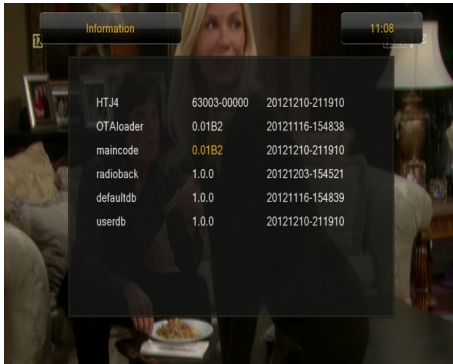 Information 11:08
12
HTJ4 63003-00000 20121210-211910
OTAloader 0.01B2 20121116-154838
maincode 0.01B2 20121210-211910
radioback 1.0.0 20121203-154521
defaultdb 1.0.0 20121116-154839
userdb 1.0.0 20121210-211910